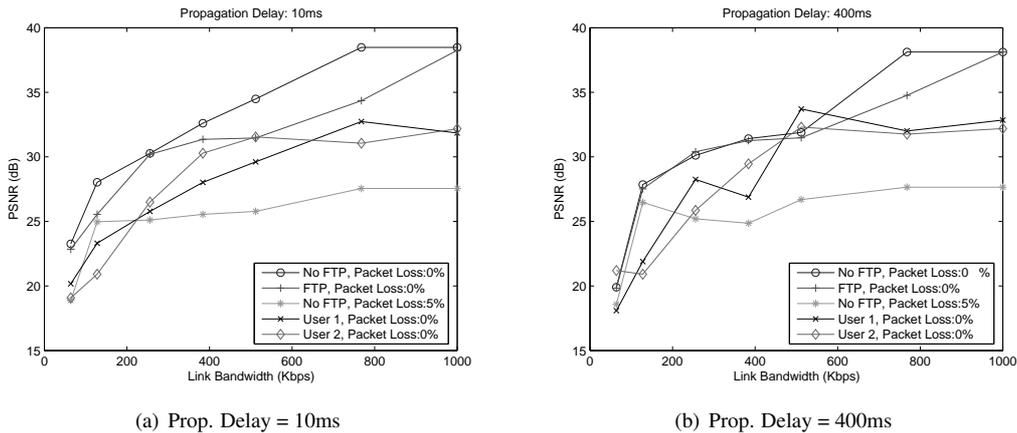 Propagation Delay: 10ms
40
35
30
25
20
15
PSNR (dB)
No FTP, Packet Loss:0%
FTP, Packet Loss:0%
No FTP, Packet Loss:5%
User 1, Packet Loss:0%
User 2, Packet Loss:0%
0 200 400 600 800 1000
Link Bandwidth (Kbps)
(a) Prop. Delay = 10ms
Propagation Delay: 400ms
40
35
30
25
20
15
PSNR (dB)
No FTP, Packet Loss:0 %
FTP, Packet Loss:0%
No FTP, Packet Loss:5%
User 1, Packet Loss:0%
User 2, Packet Loss:0%
0 200 400 600 800 1000
Link Bandwidth (Kbps)
(b) Prop. Delay = 400ms